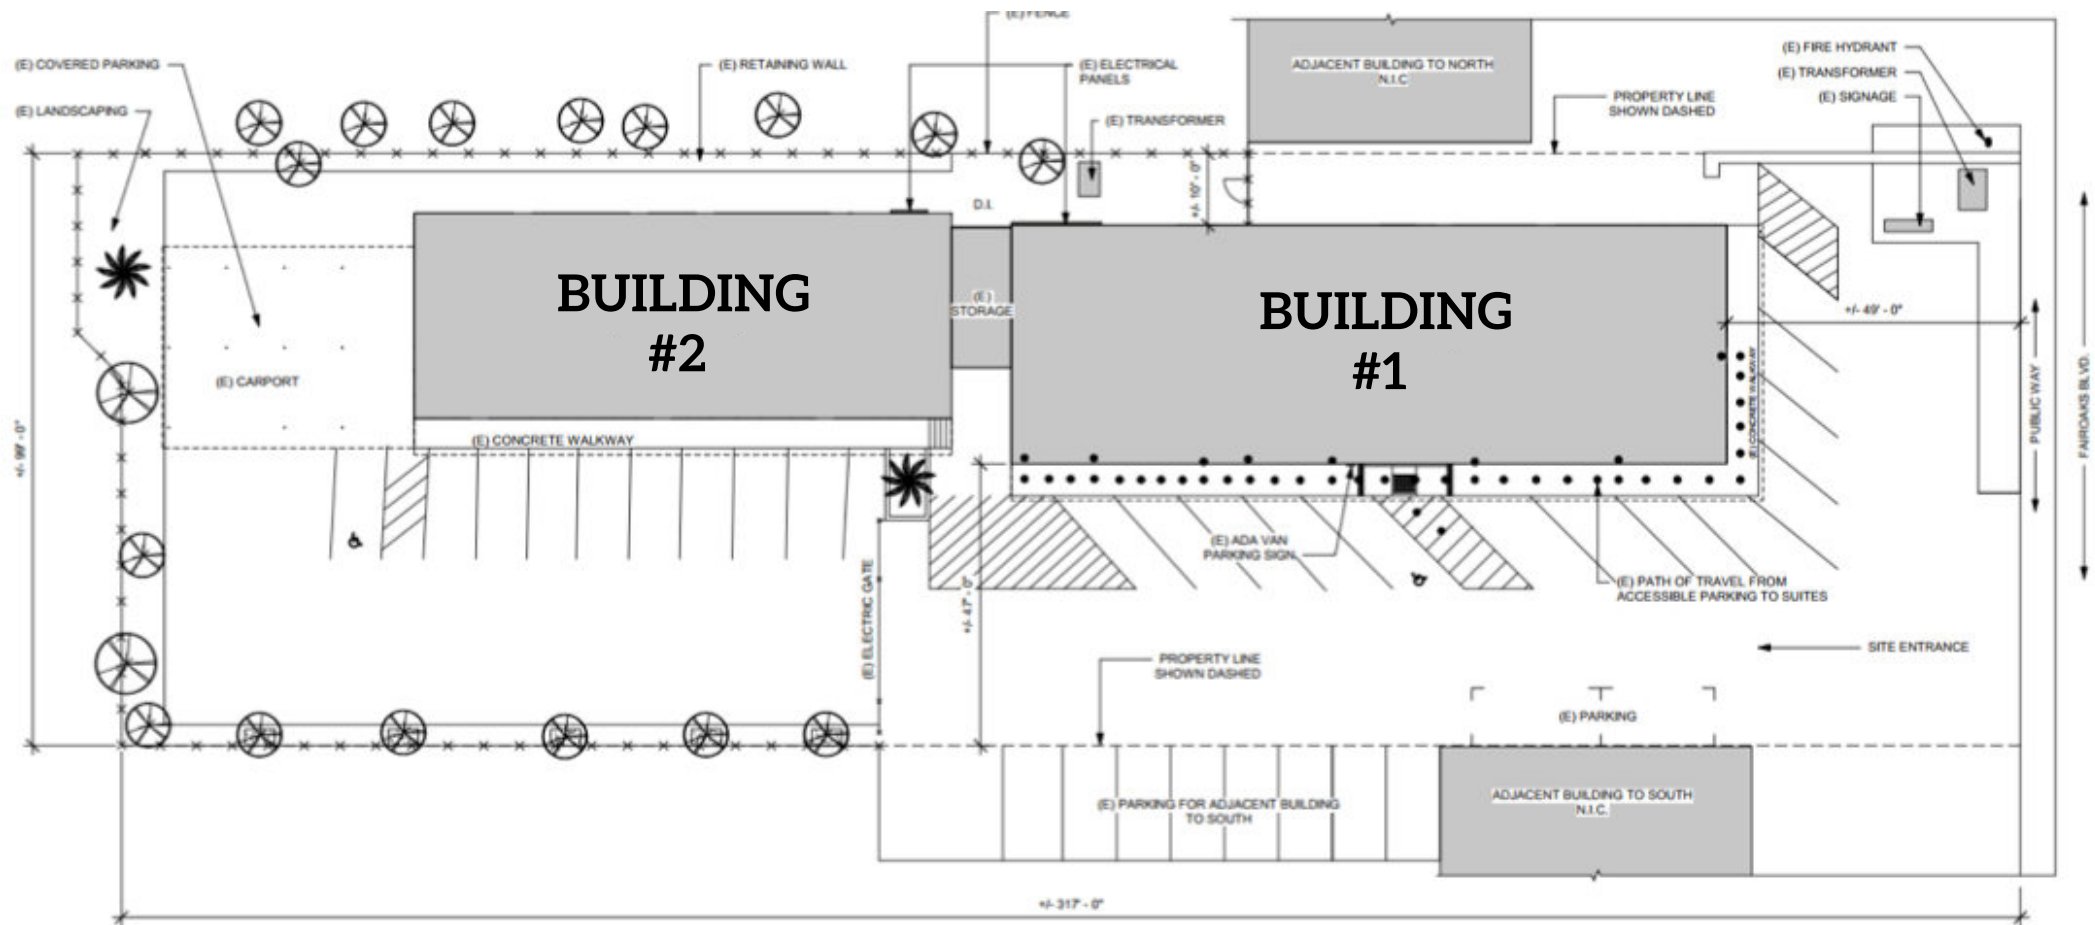 (E) FENCE
(E) COVERED PARKING
(E) RETAINING WALL
(E) ELECTRICAL
PANELS
ADJACENT BUILDING TO NORTH
N.I.C
(E) FIRE HYDRANT
(E) TRANSFORMER
(E) SIGNAGE
(E) LANDSCAPING
(E) TRANSFORMER
PROPERTY LINE
SHOWN DASHED
+/- 10' - 0"
D.I.
BUILDING
#2
(E)
STORAGE
BUILDING
#1
+/- 49' - 0"
(E) CARPORT
(E) CONCRETE WALKWAY
(E) CONCRETE WALKWAY
PUBLIC WAY
FAIROAKS BLVD.
+/- 99' - 0"
(E) ELECTRIC GATE
+/- 47' - 0"
(E) ADA VAN
PARKING SIGN
(E) PATH OF TRAVEL FROM
ACCESSIBLE PARKING TO SUITES
SITE ENTRANCE
PROPERTY LINE
SHOWN DASHED
(E) PARKING
(E) PARKING FOR ADJACENT BUILDING
TO SOUTH
ADJACENT BUILDING TO SOUTH
N.I.C.
+/- 317' - 0"